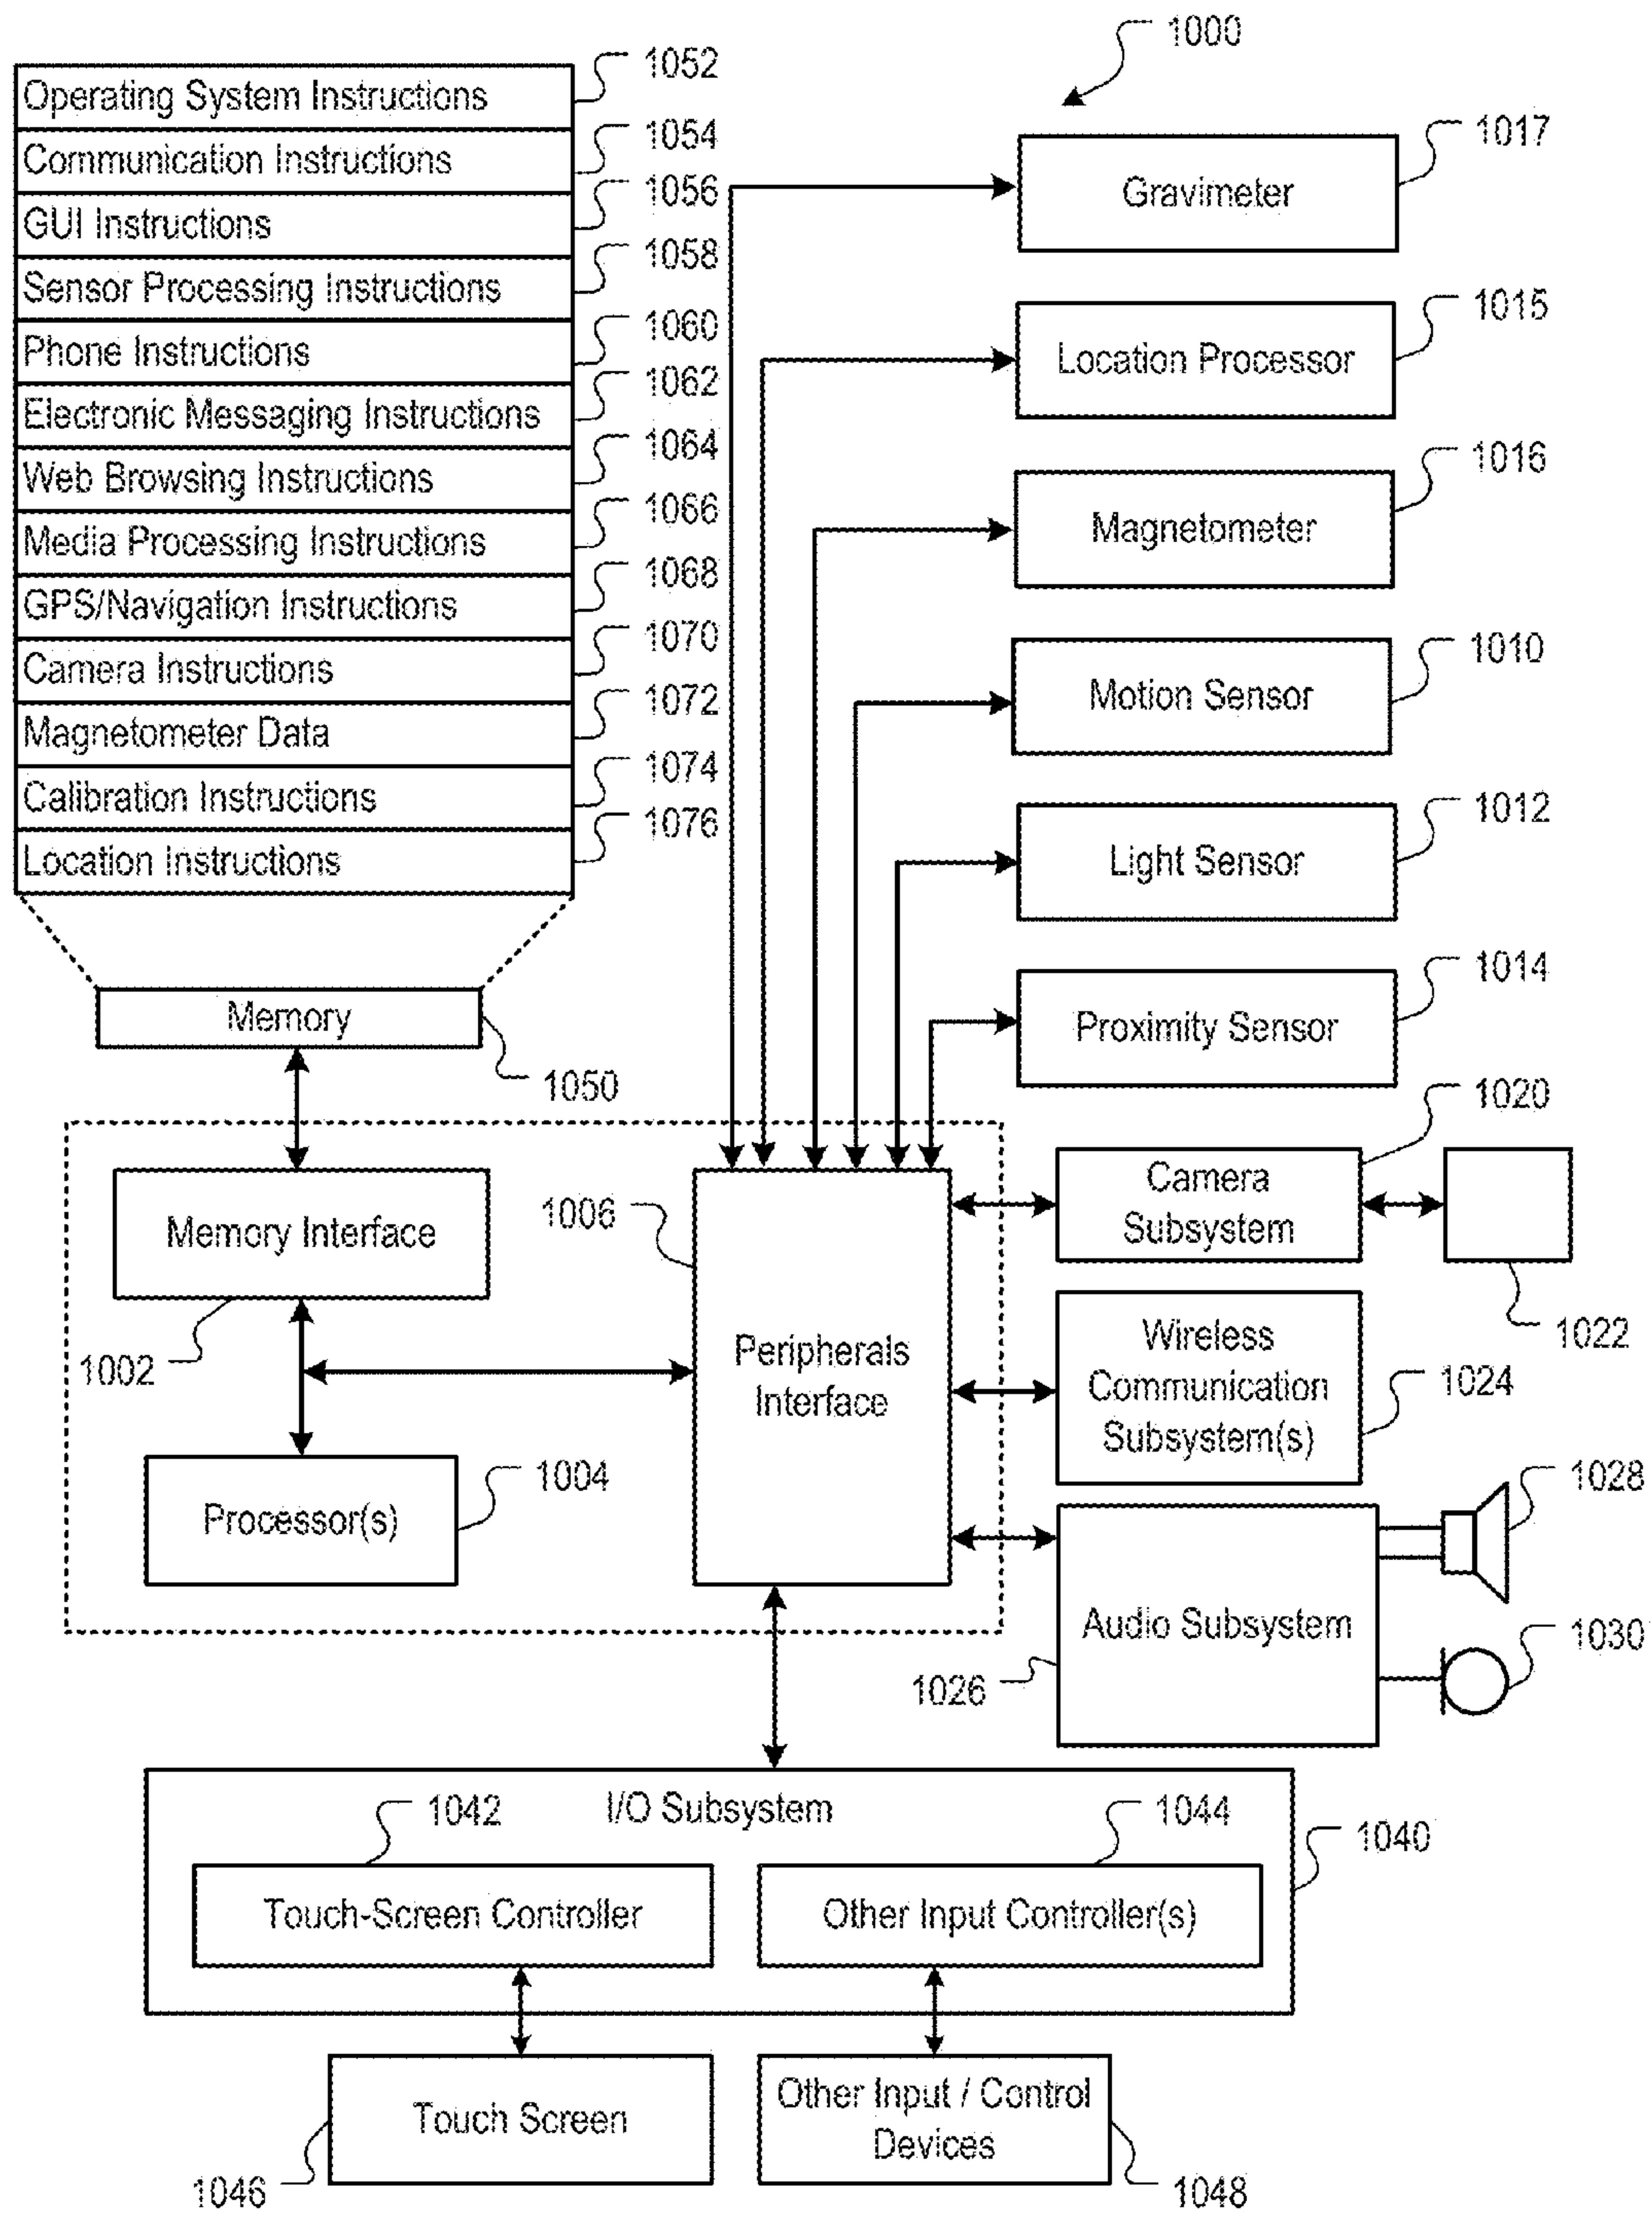 1000
Operating System Instructions
1052
Communication Instructions
1054
GUI Instructions
1056
Sensor Processing Instructions
1058
Phone Instructions
1060
Electronic Messaging Instructions
1062
Web Browsing Instructions
1064
Media Processing Instructions
1066
GPS/Navigation Instructions
1068
Camera Instructions
1070
Magnetometer Data
1072
Calibration Instructions
1074
Location Instructions
1076
Memory
1050
Gravimeter
1017
Location Processor
1015
Magnetometer
1016
Motion Sensor
1010
Light Sensor
1012
Proximity Sensor
1014
Memory Interface
1002
Processor(s)
1004
1006
Peripherals
Interface
Camera
Subsystem
1020
1022
Wireless
Communication
Subsystem(s)
1024
Audio Subsystem
1026
1028
1030
I/O Subsystem
1040
1042
Touch-Screen Controller
1044
Other Input Controller(s)
Touch Screen
1046
Other Input / Control
Devices
1048